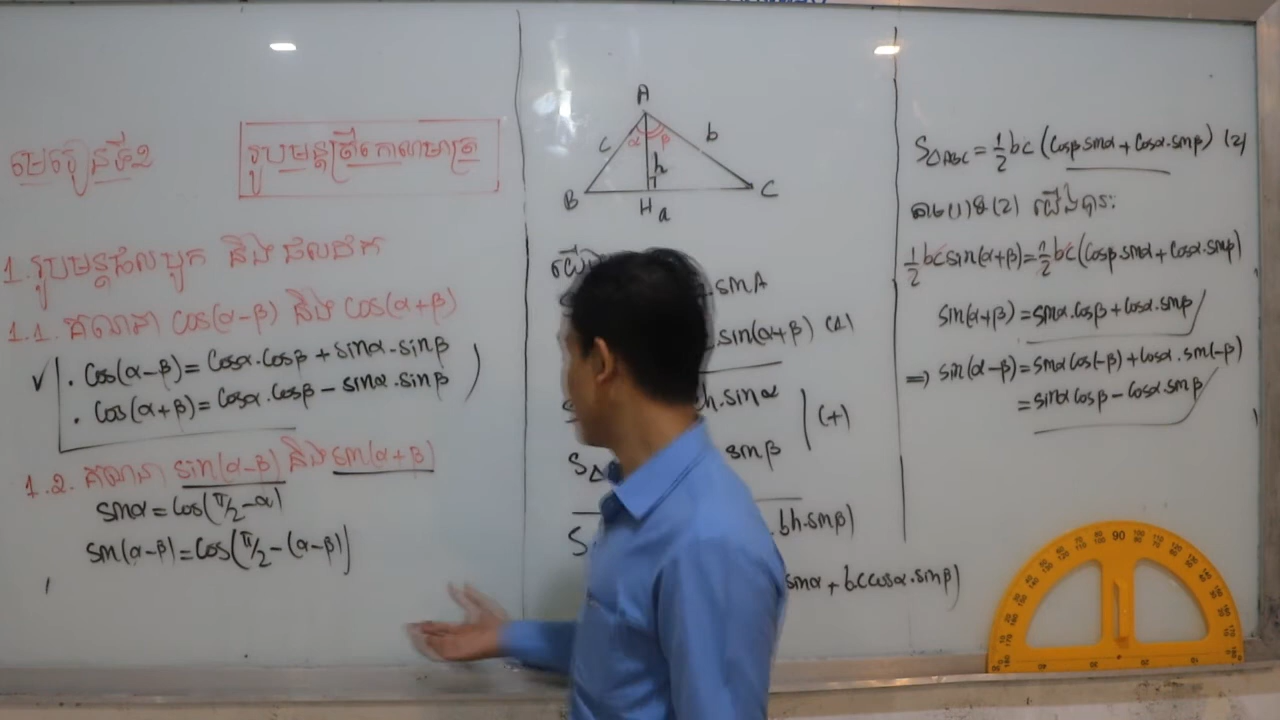 មេរៀនទី2
រូបមន្តត្រីកោណមាត្រ
1. រូបមន្តផលបូក និង ផលដក
1.1. គណនា cos(α-β) និង cos(α+β)
√ . cos(α-β) = cosα.cosβ + sinα.sinβ
. cos(α+β) = cosα.cosβ - sinα.sinβ
1.2. គណនា sin(α-β) និង sin(α+β)
sinα = cos(π/2 - α)
sin(α-β) = cos(π/2 - (α-β))
A
c α β b
h
B H a C
.sinA
.sin(α+β) (1)
h.sinα
(+)
SΔ sinβ
S .bh.sinβ)
sinα + bc cosα.sinβ)
SΔABC = 1/2 bc (cosβ sinα + cosα.sinβ) (2)
តាម (1) & (2) យើងបាន:
1/2 bc sin(α+β) = 1/2 bc (cosβ.sinα + cosα.sinβ)
sin(α+β) = sinα.cosβ + cosα.sinβ
⇒ sin(α-β) = sinα cos(-β) + cosα.sin(-β)
= sinα cosβ - cosα.sinβ
90